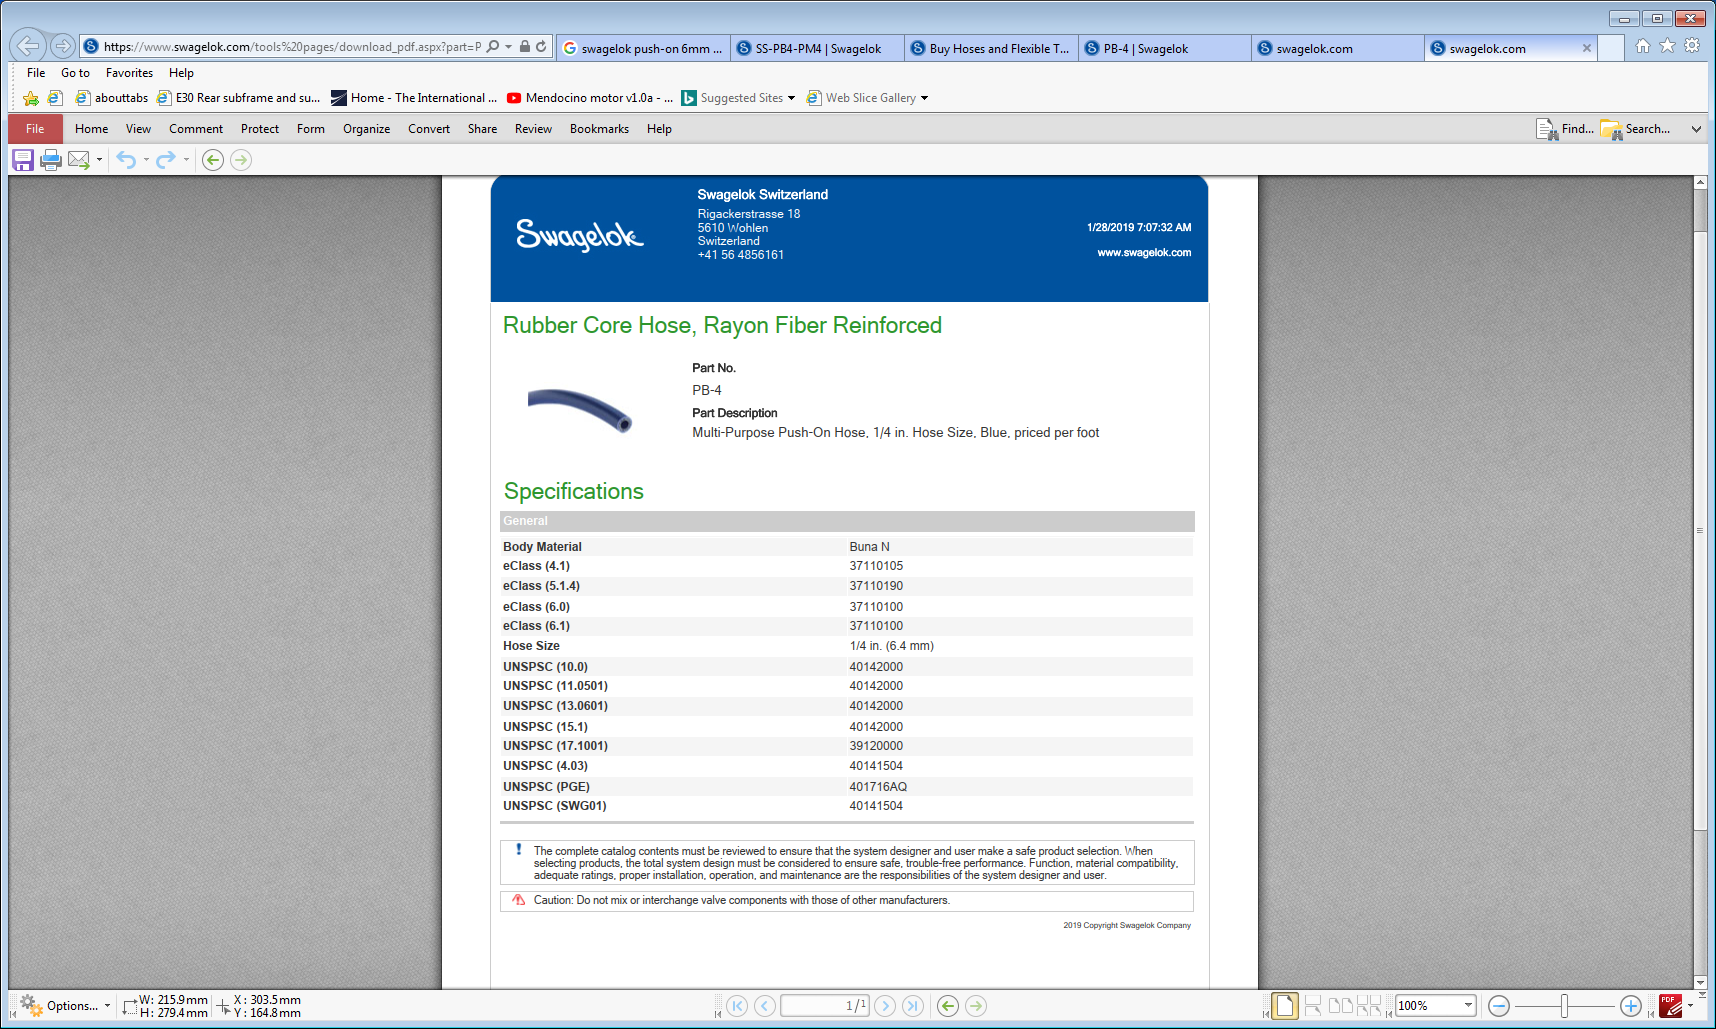 https://www.swagelok.com/tools%20pages/download_pdf.aspx?part=P
swagelok push-on 6mm ...
SS-PB4-PM4 | Swagelok
Buy Hoses and Flexible T...
PB-4 | Swagelok
swagelok.com
swagelok.com
File Go to Favorites Help
abouttabs
E30 Rear subframe and su...
Home - The International ...
Mendocino motor v1.0a - ...
Suggested Sites
Web Slice Gallery
File Home View Comment Protect Form Organize Convert Share Review Bookmarks Help
Find...
Search...
Swagelok
Swagelok Switzerland
Rigackerstrasse 18
5610 Wohlen
Switzerland
+41 56 4856161
1/28/2019 7:07:32 AM
www.swagelok.com
Rubber Core Hose, Rayon Fiber Reinforced
Part No.
PB-4
Part Description
Multi-Purpose Push-On Hose, 1/4 in. Hose Size, Blue, priced per foot
Specifications
General
Body Material Buna N
eClass (4.1) 37110105
eClass (5.1.4) 37110190
eClass (6.0) 37110100
eClass (6.1) 37110100
Hose Size 1/4 in. (6.4 mm)
UNSPSC (10.0) 40142000
UNSPSC (11.0501) 40142000
UNSPSC (13.0601) 40142000
UNSPSC (15.1) 40142000
UNSPSC (17.1001) 39120000
UNSPSC (4.03) 40141504
UNSPSC (PGE) 401716AQ
UNSPSC (SWG01) 40141504
The complete catalog contents must be reviewed to ensure that the system designer and user make a safe product selection. When
selecting products, the total system design must be considered to ensure safe, trouble-free performance. Function, material compatibility,
adequate ratings, proper installation, operation, and maintenance are the responsibilities of the system designer and user.
Caution: Do not mix or interchange valve components with those of other manufacturers.
2019 Copyright Swagelok Company
Options...
W: 215.9mm
H: 279.4mm
X : 303.5mm
Y : 164.8mm
1/1
100%
PDF